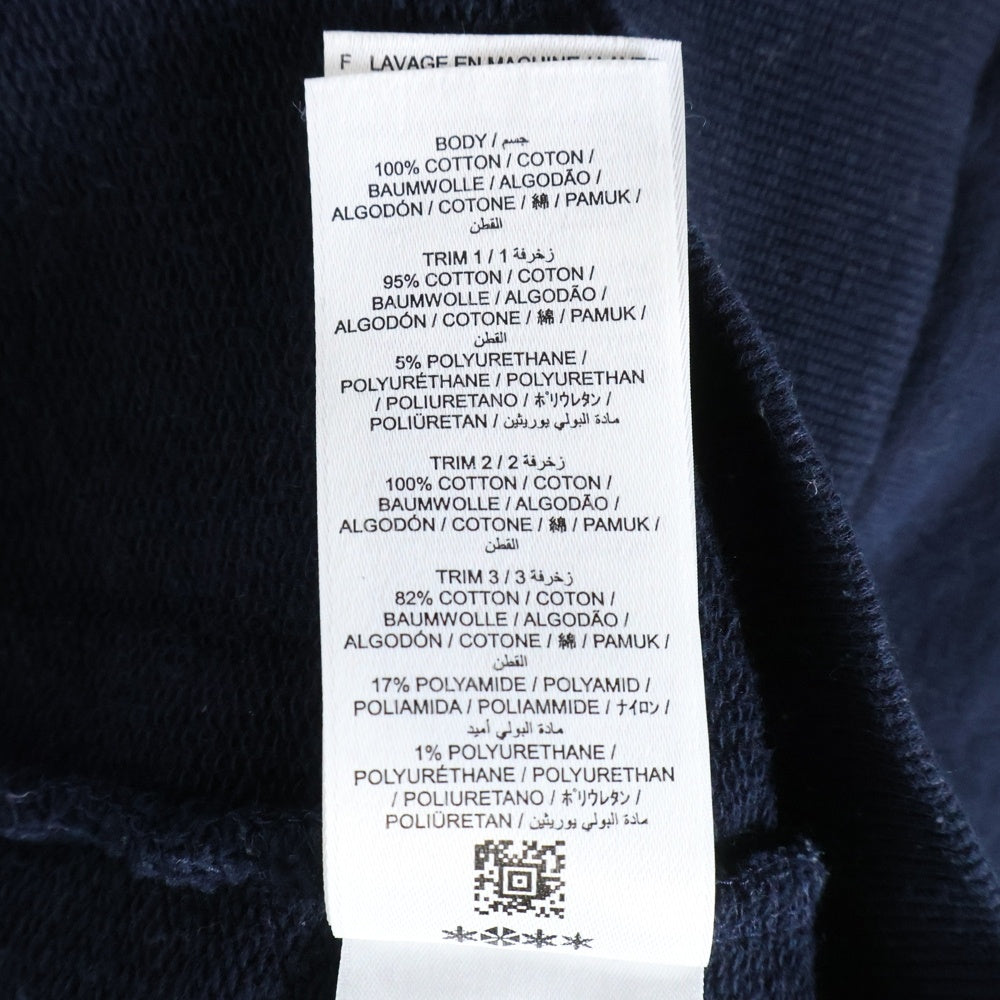 F LAVAGE EN MACHINE / LAVE
BODY / جسم
100% COTTON / COTON /
BAUMWOLLE / ALGODÃO /
ALGODÓN / COTONE / 綿 / PAMUK /
القطن
TRIM 1 / 1 زخرفة
95% COTTON / COTON /
BAUMWOLLE / ALGODÃO /
ALGODÓN / COTONE / 綿 / PAMUK /
القطن
5% POLYURETHANE /
POLYURÉTHANE / POLYURETHAN
/ POLIURETANO / ﾎﾟﾘｳﾚﾀﾝ /
POLIÜRETAN / مادة البولي يوريثين
TRIM 2 / 2 زخرفة
100% COTTON / COTON /
BAUMWOLLE / ALGODÃO /
ALGODÓN / COTONE / 綿 / PAMUK /
القطن
TRIM 3 / 3 زخرفة
82% COTTON / COTON /
BAUMWOLLE / ALGODÃO /
ALGODÓN / COTONE / 綿 / PAMUK /
القطن
17% POLYAMIDE / POLYAMID /
POLIAMIDA / POLIAMMIDE / ﾅｲﾛﾝ /
مادة البولي أميد
1% POLYURETHANE /
POLYURÉTHANE / POLYURETHAN
/ POLIURETANO / ﾎﾟﾘｳﾚﾀﾝ /
POLIÜRETAN / مادة البولي يوريثين